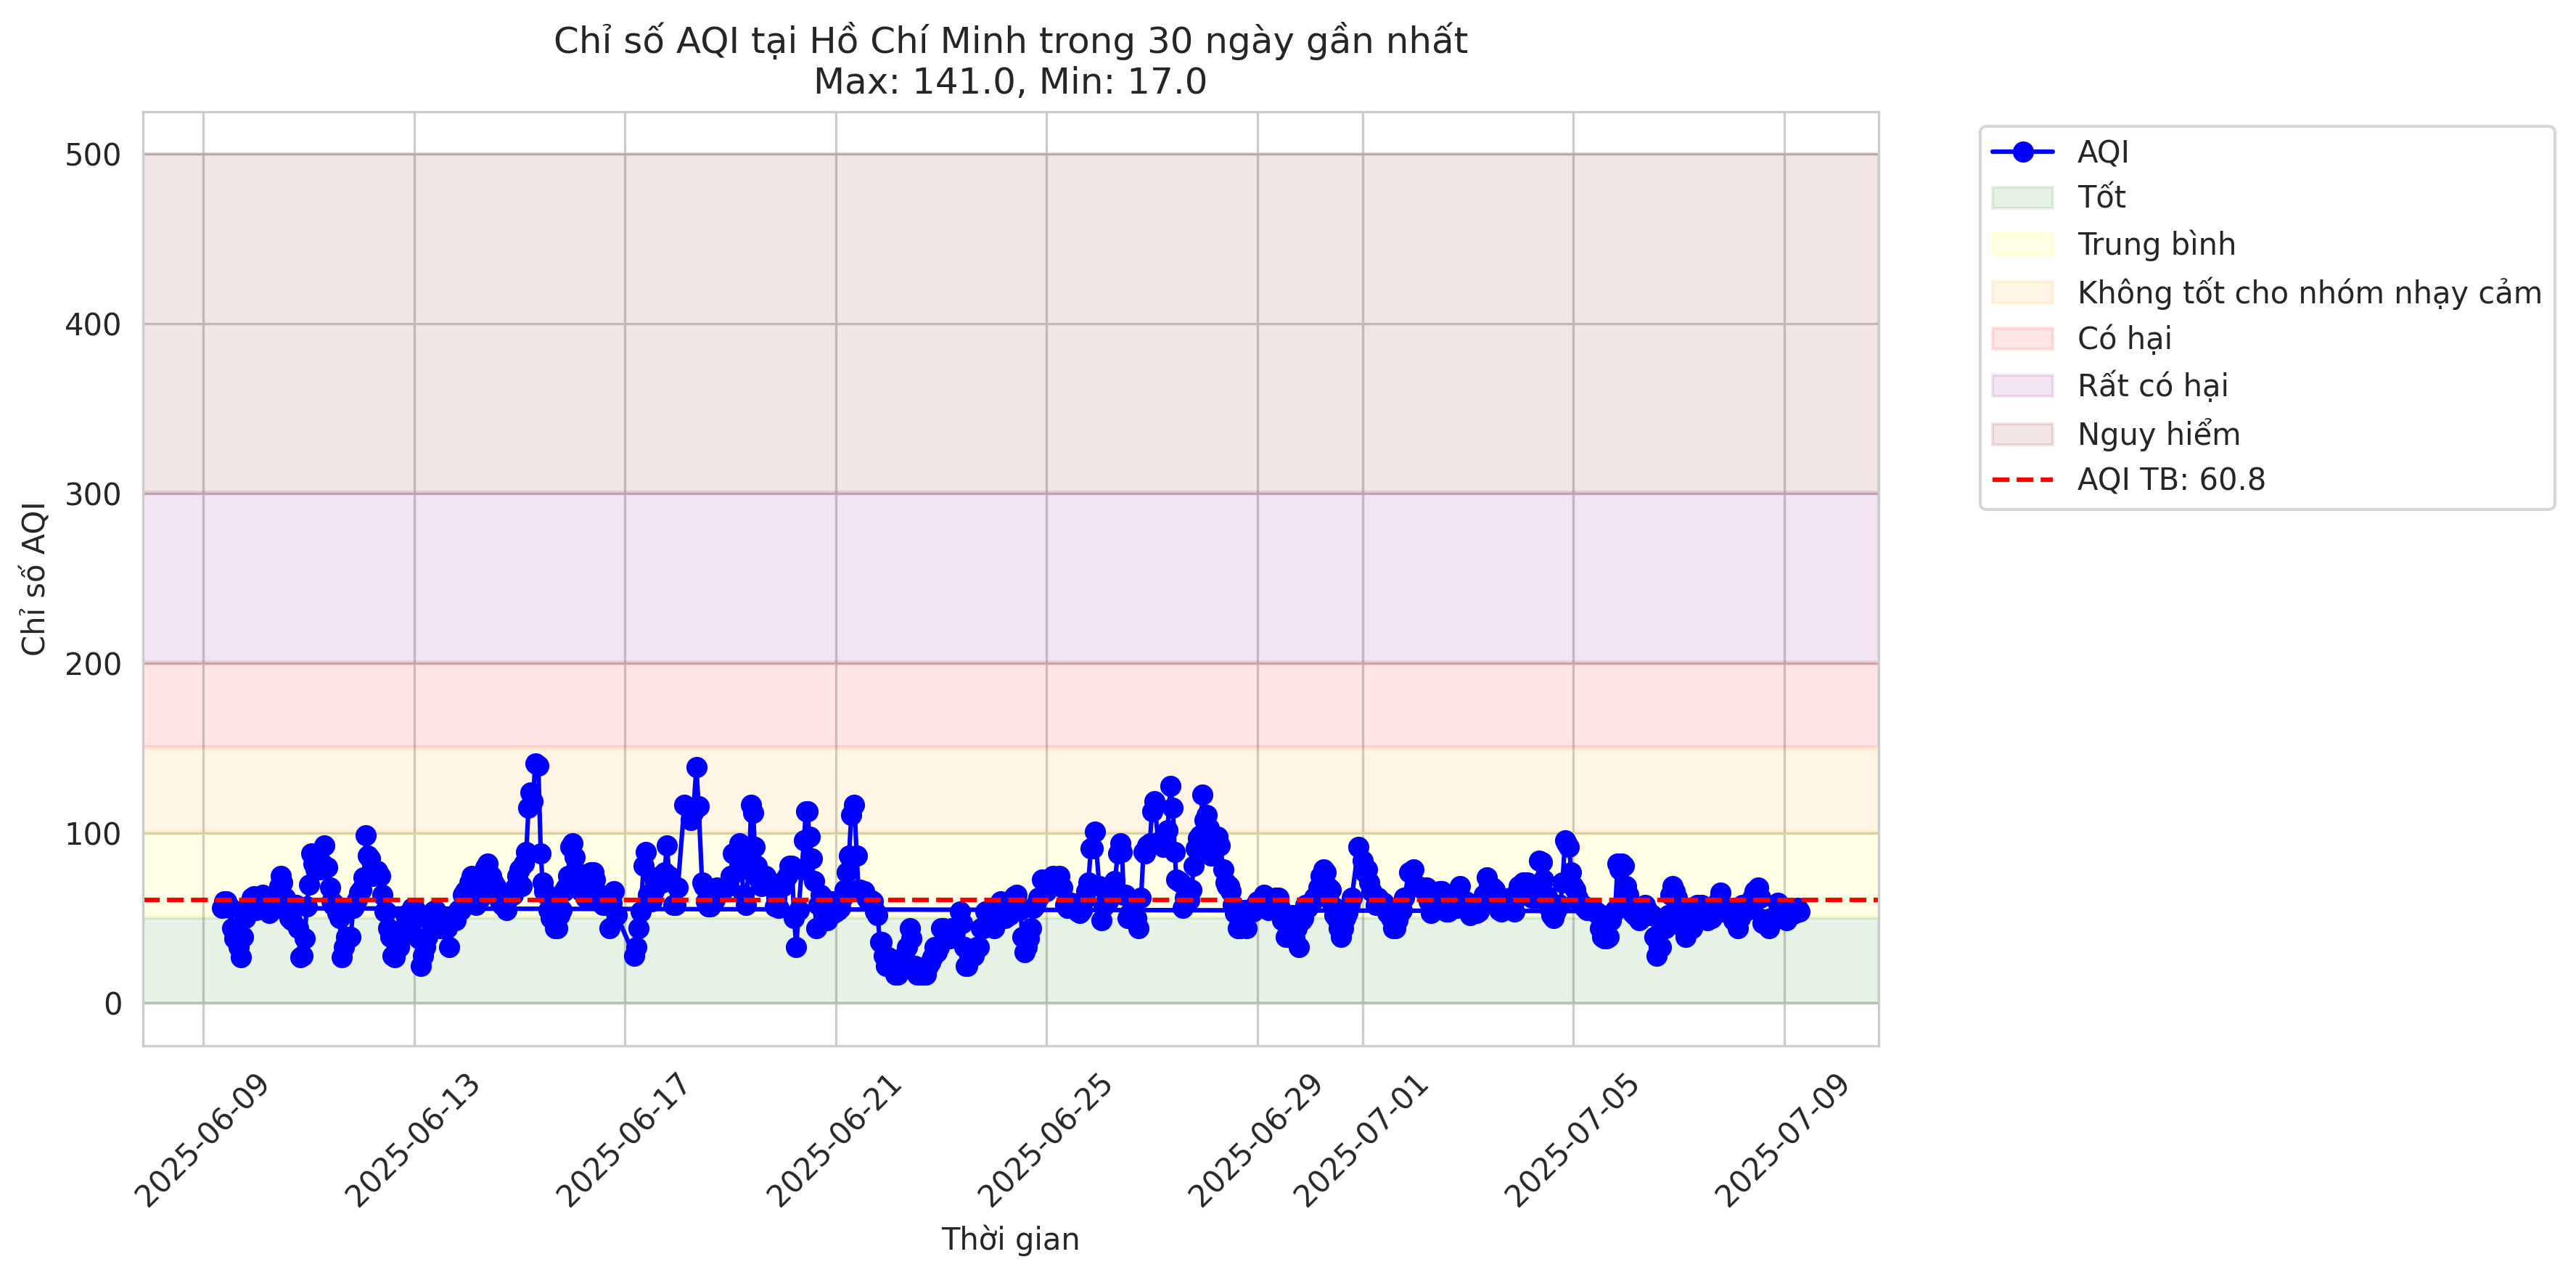 Chỉ số AQI tại Hồ Chí Minh trong 30 ngày gần nhất
Max: 141.0, Min: 17.0
Chỉ số AQI
500
400
300
200
100
0
2025-06-09
2025-06-13
2025-06-17
2025-06-21
2025-06-25
2025-06-29
2025-07-01
2025-07-05
2025-07-09
Thời gian
AQI
Tốt
Trung bình
Không tốt cho nhóm nhạy cảm
Có hại
Rất có hại
Nguy hiểm
AQI TB: 60.8